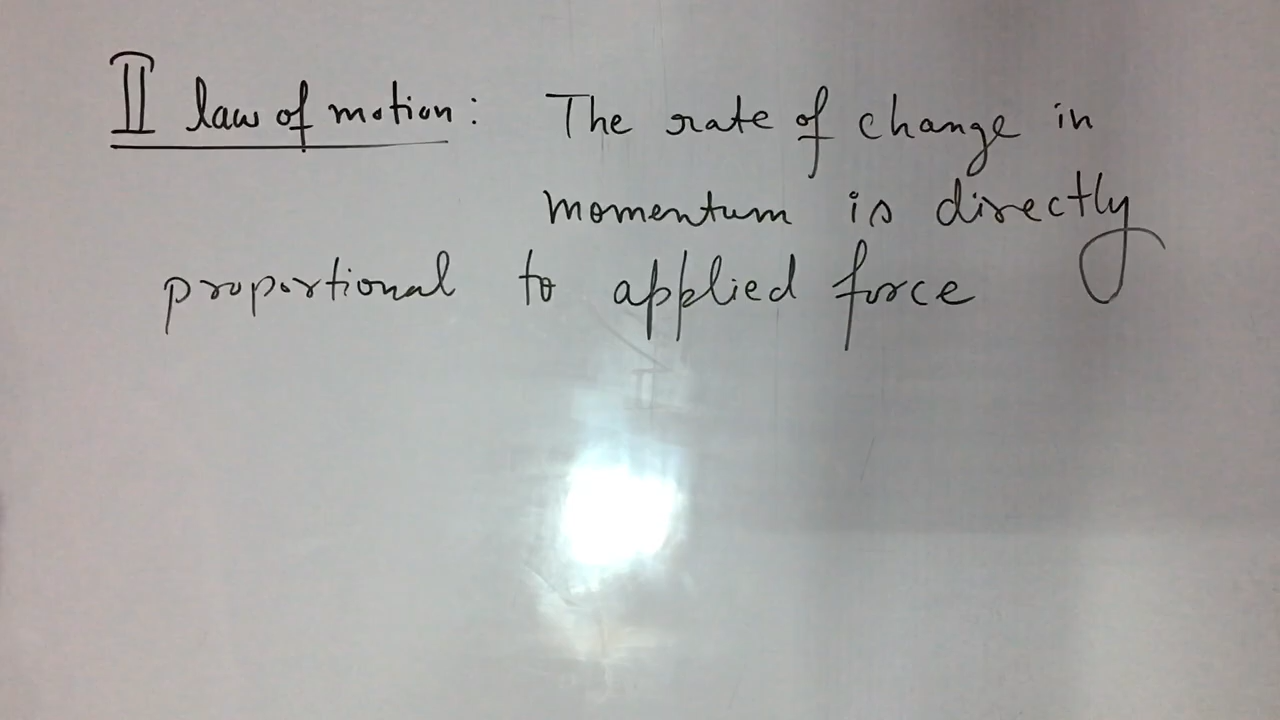 II law of motion: The rate of change in
momentum is directly
proportional to applied force